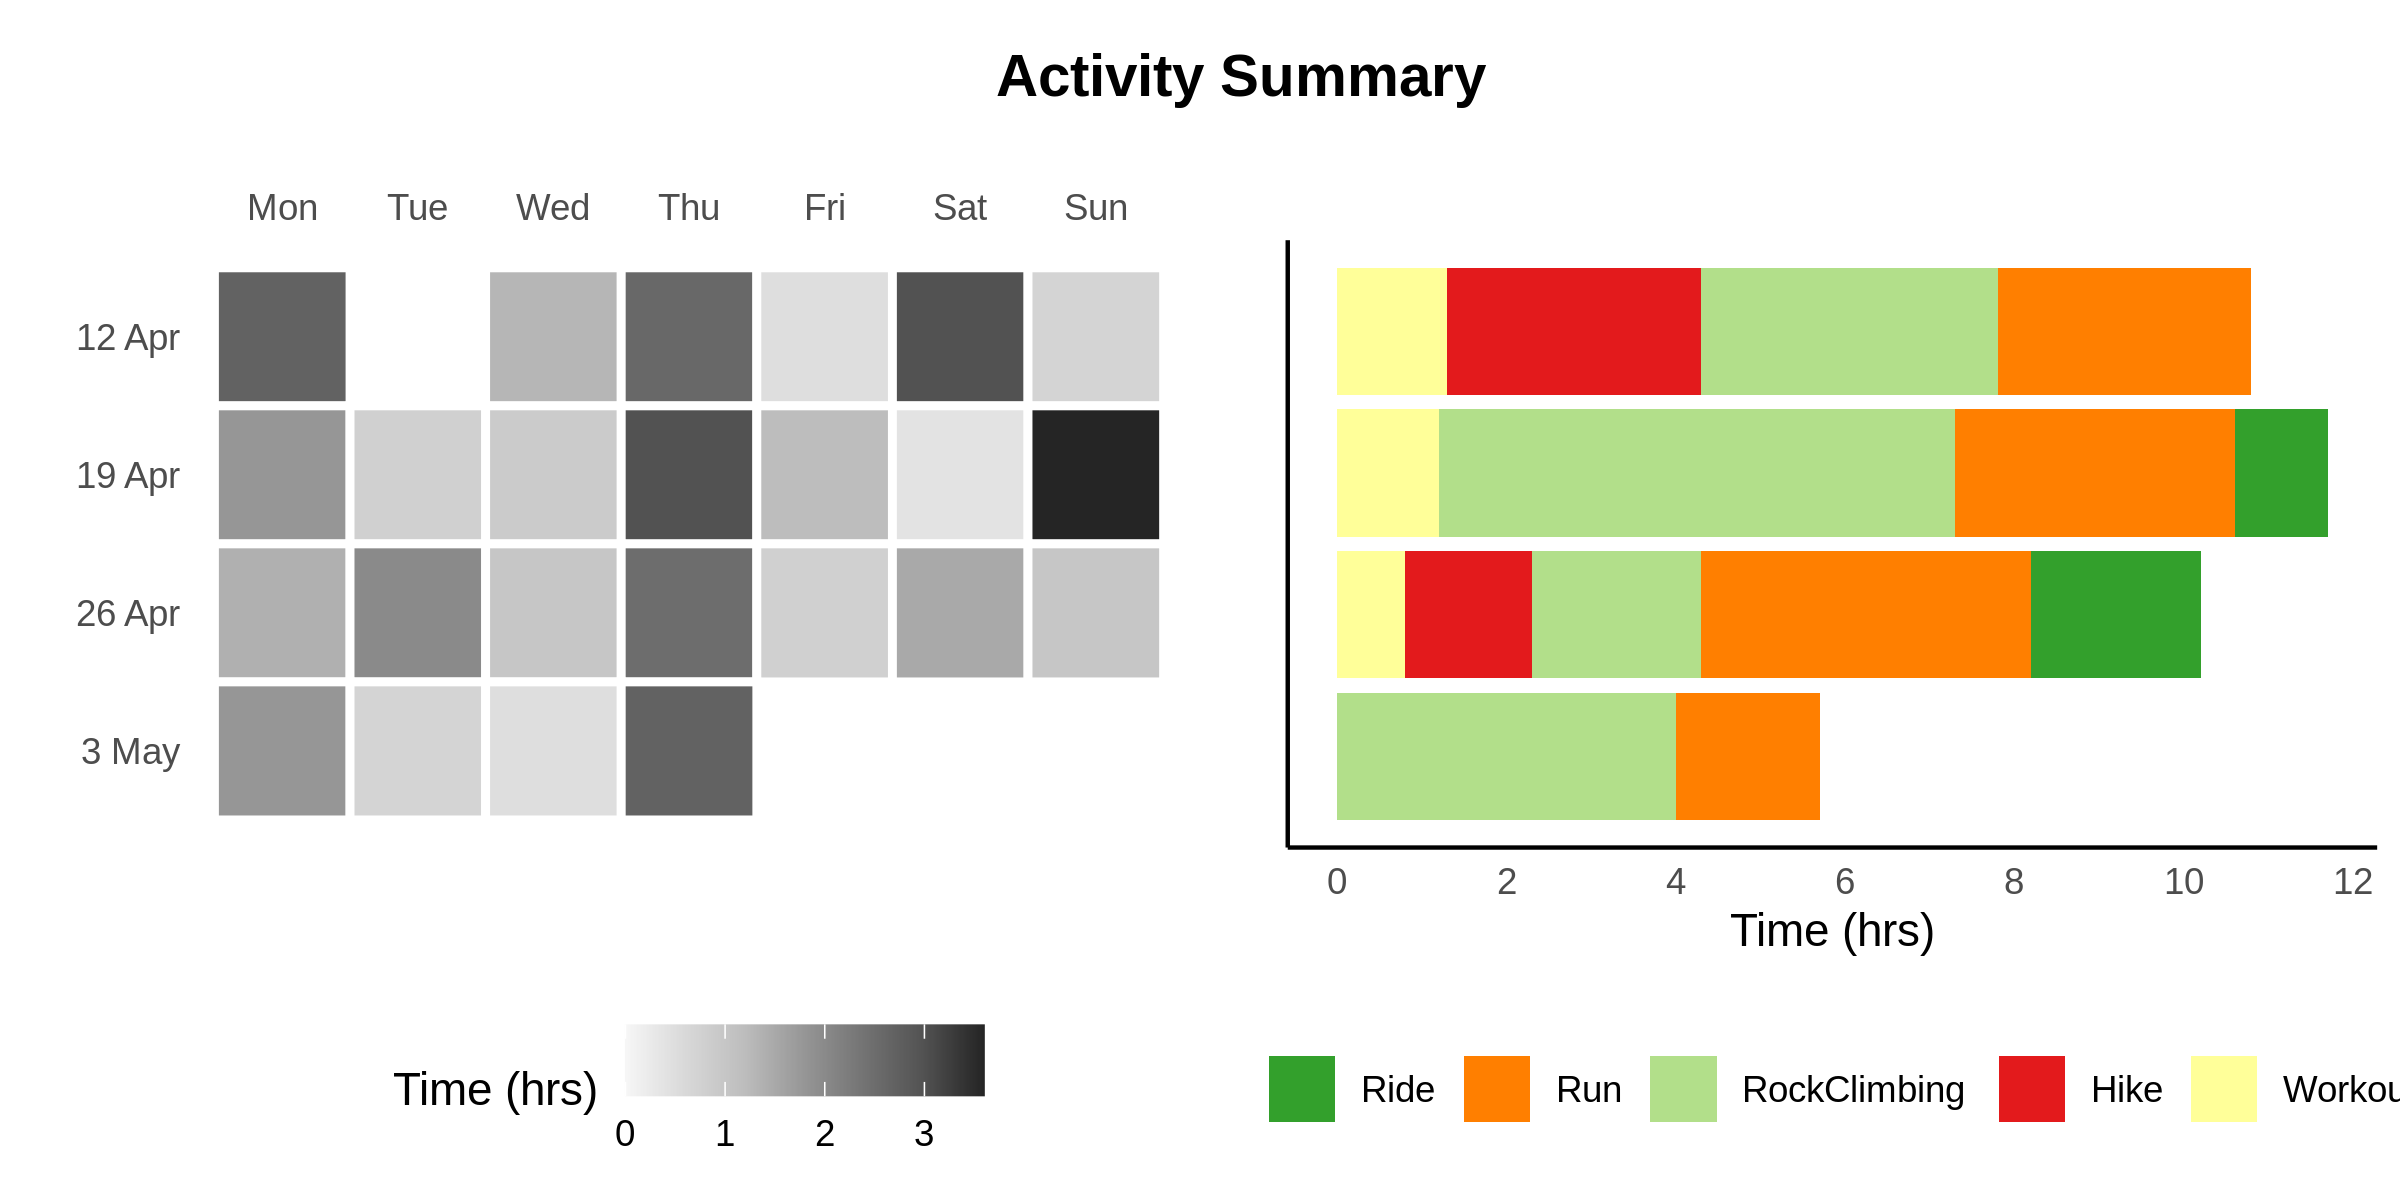 Activity Summary
Mon Tue Wed Thu Fri Sat Sun
12 Apr
19 Apr
26 Apr
3 May
0 2 4 6 8 10 12
Time (hrs)
Time (hrs)
0 1 2 3
Ride Run RockClimbing Hike Workou